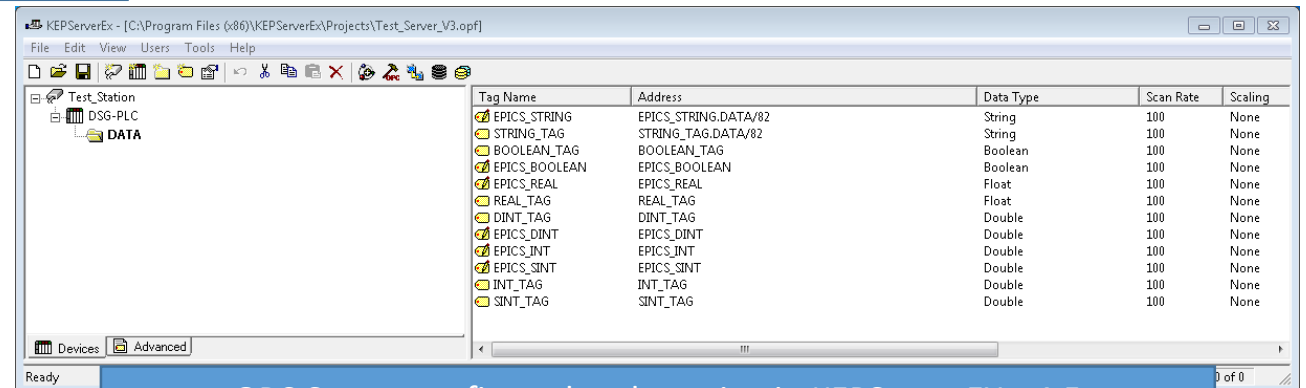 KEPServerEx - [C:\Program Files (x86)\KEPServerEx\Projects\Test_Server_V3.opf]
File Edit View Users Tools Help
OPC
Test_Station
DSG-PLC
DATA
Tag Name Address Data Type Scan Rate Scaling
EPICS_STRING EPICS_STRING.DATA/82 String 100 None
STRING_TAG STRING_TAG.DATA/82 String 100 None
BOOLEAN_TAG BOOLEAN_TAG Boolean 100 None
EPICS_BOOLEAN EPICS_BOOLEAN Boolean 100 None
EPICS_REAL EPICS_REAL Float 100 None
REAL_TAG REAL_TAG Float 100 None
DINT_TAG DINT_TAG Double 100 None
EPICS_DINT EPICS_DINT Double 100 None
EPICS_INT EPICS_INT Double 100 None
EPICS_SINT EPICS_SINT Double 100 None
INT_TAG INT_TAG Double 100 None
SINT_TAG SINT_TAG Double 100 None
Devices Advanced
Ready 0 of 0